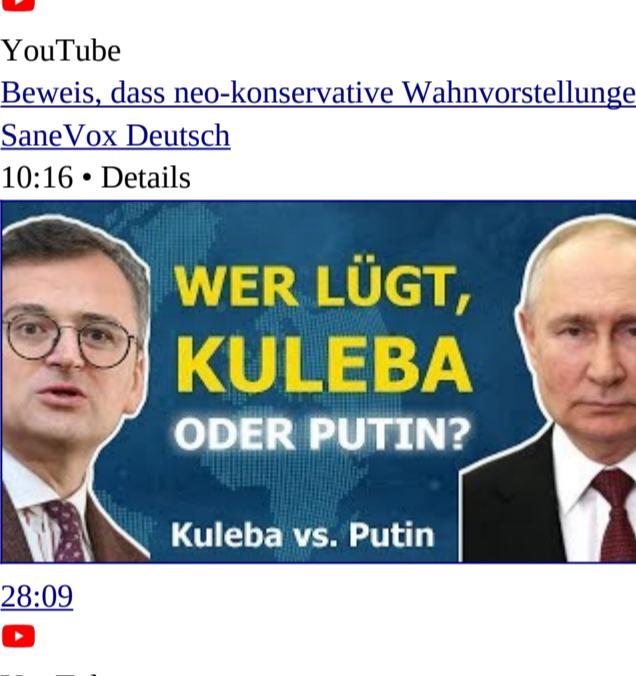 YouTube
Beweis, dass neo-konservative Wahnvorstellunge
SaneVox Deutsch
10:16 • Details
WER LÜGT,
KULEBA
ODER PUTIN?
Kuleba vs. Putin
28:09